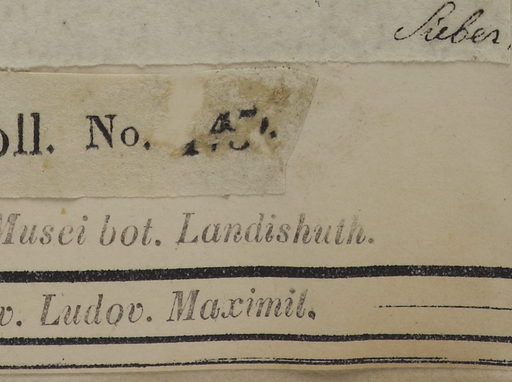 Sieber.
oll. No.
Musei bot. Landishuth.
v. Ludov. Maximil.